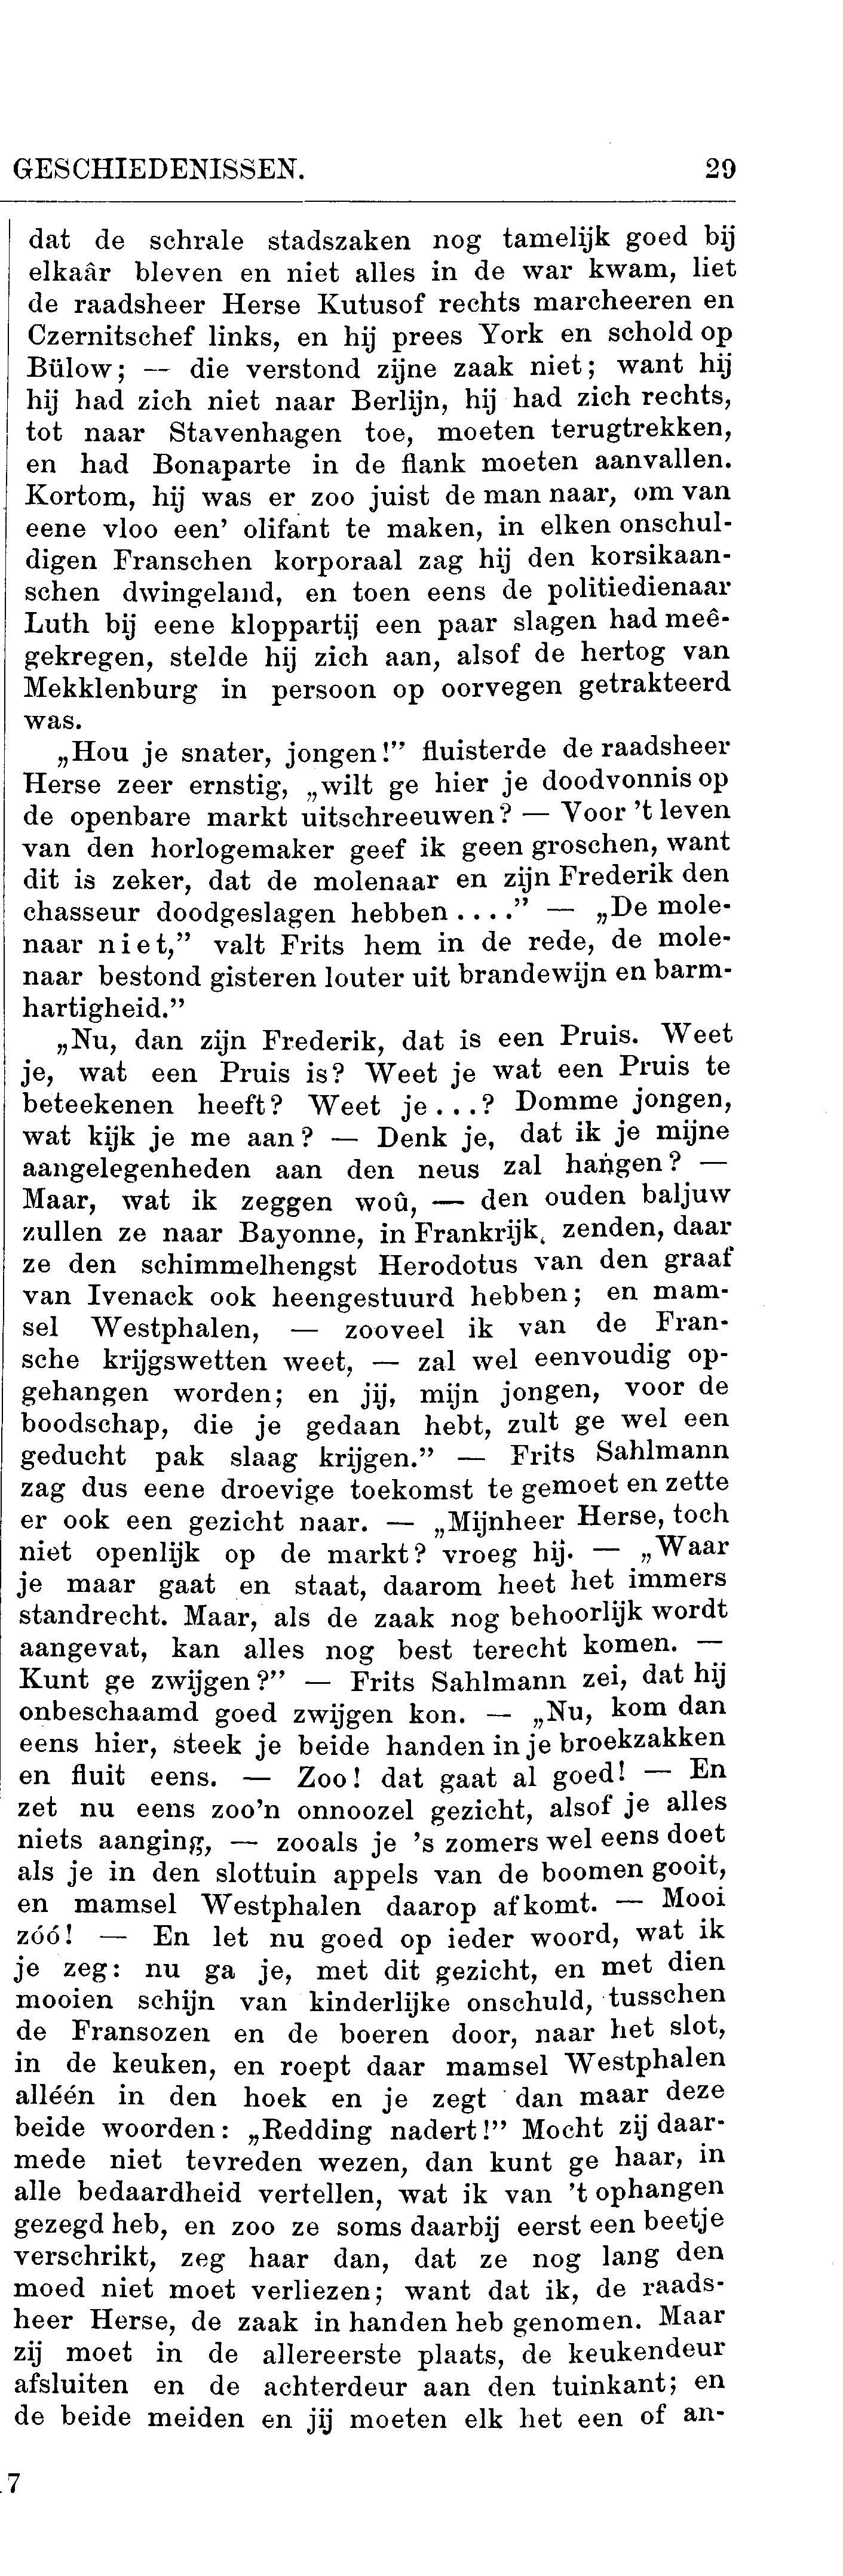 GESCHIEDENISSEN. 29
dat de schrale stadszaken nog tamelijk goed bij
elkaâr bleven en niet alles in de war kwam, liet
de raadsheer Herse Kutusof rechts marcheeren en
Czernitschef links, en hij prees York en schold op
Bülow; — die verstond zijne zaak niet; want hij
hij had zich niet naar Berlijn, hij had zich rechts,
tot naar Stavenhagen toe, moeten terugtrekken,
en had Bonaparte in de flank moeten aanvallen.
Kortom, hij was er zoo juist de man naar, om van
eene vloo een' olifant te maken, in elken onschul-
digen Franschen korporaal zag hij den korsikaan-
schen dwingeland, en toen eens de politiedienaar
Luth bij eene kloppartij een paar slagen had meê-
gekregen, stelde hij zich aan, alsof de hertog van
Mekklenburg in persoon op oorvegen getrakteerd
was.
„Hou je snater, jongen!” fluisterde de raadsheer
Herse zeer ernstig, „wilt ge hier je doodvonnis op
de openbare markt uitschreeuwen? — Voor 't leven
van den horlogemaker geef ik geen groschen, want
dit is zeker, dat de molenaar en zijn Frederik den
chasseur doodgeslagen hebben ....” — „De mole-
naar niet,” valt Frits hem in de rede, de mole-
naar bestond gisteren louter uit brandewijn en barm-
hartigheid.”
„Nu, dan zijn Frederik, dat is een Pruis. Weet
je, wat een Pruis is? Weet je wat een Pruis te
beteekenen heeft? Weet je...? Domme jongen,
wat kijk je me aan? — Denk je, dat ik je mijne
aangelegenheden aan den neus zal hangen? —
Maar, wat ik zeggen woû, — den ouden baljuw
zullen ze naar Bayonne, in Frankrijk, zenden, daar
ze den schimmelhengst Herodotus van den graaf
van Ivenack ook heengestuurd hebben; en mam-
sel Westphalen, — zooveel ik van de Fran-
sche krijgswetten weet, — zal wel eenvoudig op-
gehangen worden; en jij, mijn jongen, voor de
boodschap, die je gedaan hebt, zult ge wel een
geducht pak slaag krijgen.” — Frits Sahlmann
zag dus eene droevige toekomst te gemoet en zette
er ook een gezicht naar. — „Mijnheer Herse, toch
niet openlijk op de markt? vroeg hij. — „Waar
je maar gaat en staat, daarom heet het immers
standrecht. Maar, als de zaak nog behoorlijk wordt
aangevat, kan alles nog best terecht komen. —
Kunt ge zwijgen?” — Frits Sahlmann zei, dat hij
onbeschaamd goed zwijgen kon. — „Nu, kom dan
eens hier, steek je beide handen in je broekzakken
en fluit eens. — Zoo! dat gaat al goed! — En
zet nu eens zoo'n onnoozel gezicht, alsof je alles
niets aanging, — zooals je 's zomers wel eens doet
als je in den slottuin appels van de boomen gooit,
en mamsel Westphalen daarop afkomt. — Mooi
zóó! — En let nu goed op ieder woord, wat ik
je zeg: nu ga je, met dit gezicht, en met dien
mooien schijn van kinderlijke onschuld, tusschen
de Fransozen en de boeren door, naar het slot,
in de keuken, en roept daar mamsel Westphalen
alléén in den hoek en je zegt dan maar deze
beide woorden: „Redding nadert!” Mocht zij daar-
mede niet tevreden wezen, dan kunt ge haar, in
alle bedaardheid vertellen, wat ik van 't ophangen
gezegd heb, en zoo ze soms daarbij eerst een beetje
verschrikt, zeg haar dan, dat ze nog lang den
moed niet moet verliezen; want dat ik, de raads-
heer Herse, de zaak in handen heb genomen. Maar
zij moet in de allereerste plaats, de keukendeur
afsluiten en de achterdeur aan den tuinkant; en
de beide meiden en jij moeten elk het een of an-
7